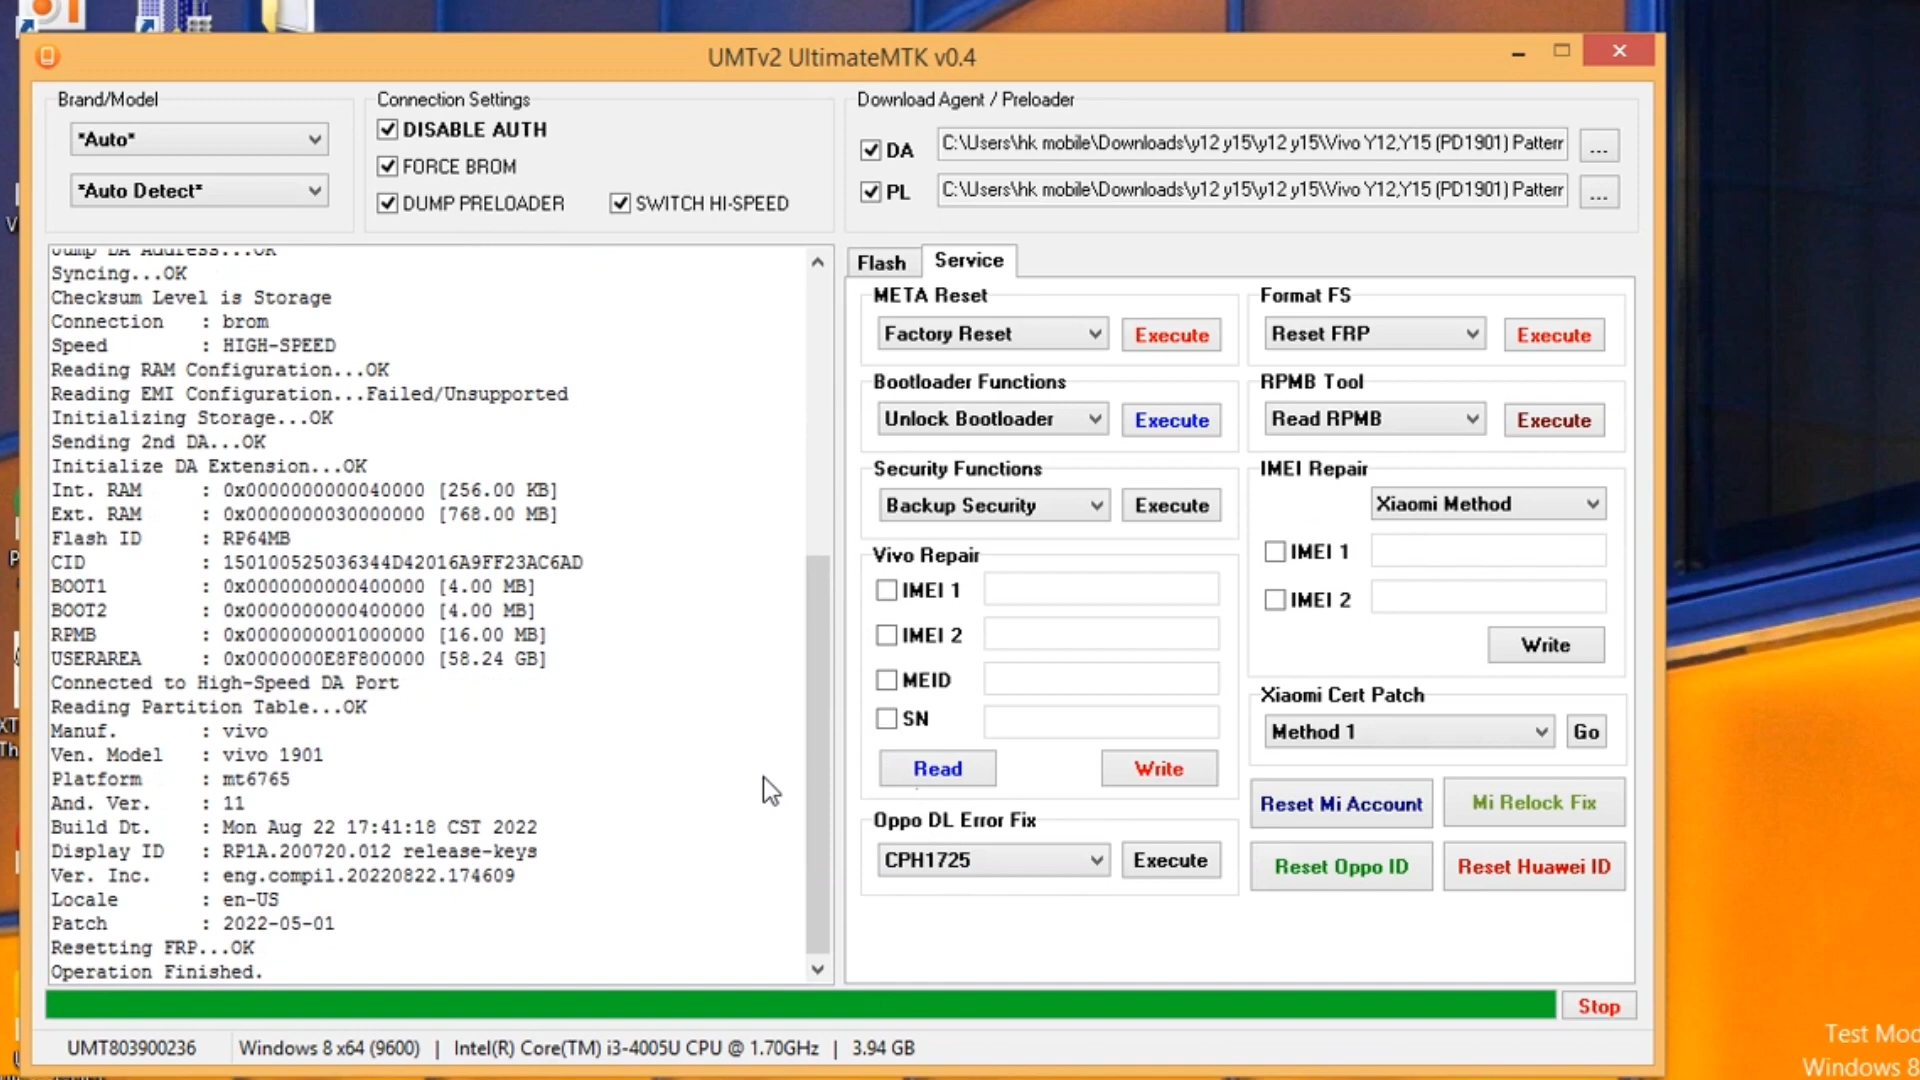 UMTv2 UltimateMTK v0.4
Brand/Model
*Auto*
*Auto Detect*
Connection Settings
DISABLE AUTH
FORCE BROM
DUMP PRELOADER
SWITCH HI-SPEED
Download Agent / Preloader
DA
C:\Users\hk mobile\Downloads\y12 y15\y12 y15\Vivo Y12,Y15 (PD1901) Patterr
...
PL
C:\Users\hk mobile\Downloads\y12 y15\y12 y15\Vivo Y12,Y15 (PD1901) Patterr
...
Jump DA Address...OK
Syncing...OK
Checksum Level is Storage
Connection : brom
Speed : HIGH-SPEED
Reading RAM Configuration...OK
Reading EMI Configuration...Failed/Unsupported
Initializing Storage...OK
Sending 2nd DA...OK
Initialize DA Extension...OK
Int. RAM : 0x0000000000040000 [256.00 KB]
Ext. RAM : 0x0000000030000000 [768.00 MB]
Flash ID : RP64MB
CID : 150100525036344D42016A9FF23AC6AD
BOOT1 : 0x0000000000400000 [4.00 MB]
BOOT2 : 0x0000000000400000 [4.00 MB]
RPMB : 0x0000000001000000 [16.00 MB]
USERAREA : 0x0000000E8F800000 [58.24 GB]
Connected to High-Speed DA Port
Reading Partition Table...OK
Manuf. : vivo
Ven. Model : vivo 1901
Platform : mt6765
And. Ver. : 11
Build Dt. : Mon Aug 22 17:41:18 CST 2022
Display ID : RP1A.200720.012 release-keys
Ver. Inc. : eng.compil.20220822.174609
Locale : en-US
Patch : 2022-05-01
Resetting FRP...OK
Operation Finished.
Flash
Service
META Reset
Factory Reset
Execute
Bootloader Functions
Unlock Bootloader
Execute
Security Functions
Backup Security
Execute
Vivo Repair
IMEI 1
IMEI 2
MEID
SN
Read
Write
Oppo DL Error Fix
CPH1725
Execute
Format FS
Reset FRP
Execute
RPMB Tool
Read RPMB
Execute
IMEI Repair
Xiaomi Method
IMEI 1
IMEI 2
Write
Xiaomi Cert Patch
Method 1
Go
Reset Mi Account
Mi Relock Fix
Reset Oppo ID
Reset Huawei ID
Stop
UMT803900236
Windows 8 x64 (9600) | Intel(R) Core(TM) i3-4005U CPU @ 1.70GHz | 3.94 GB
Test Mod
Windows 8